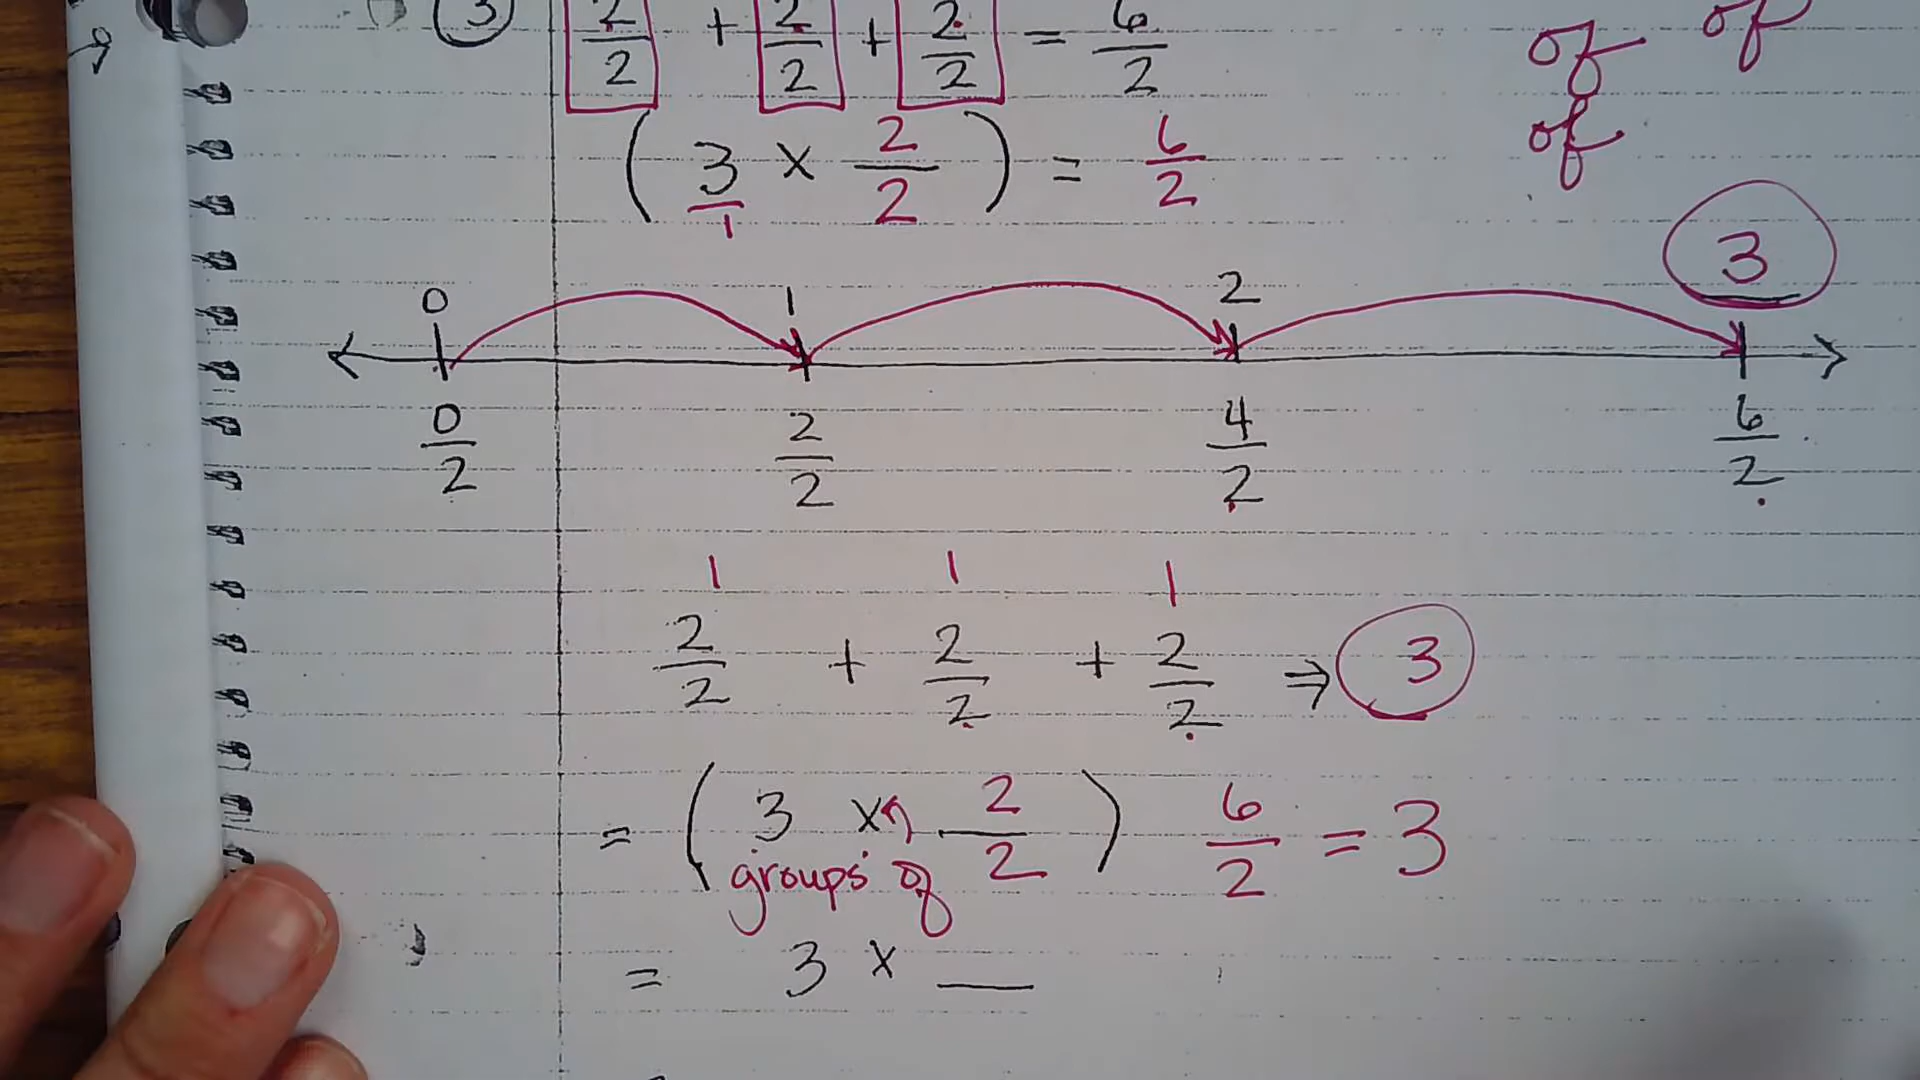 ③ 2/2 + 2/2 + 2/2 = 6/2
of of
(3/1 × 2/2) = 6/2
of
0 1 2 3
0/2 2/2 4/2 6/2
1 1 1
2/2 + 2/2 + 2/2 ⇒ 3
= (3 × 2/2) 6/2 = 3
groups of
= 3 × __